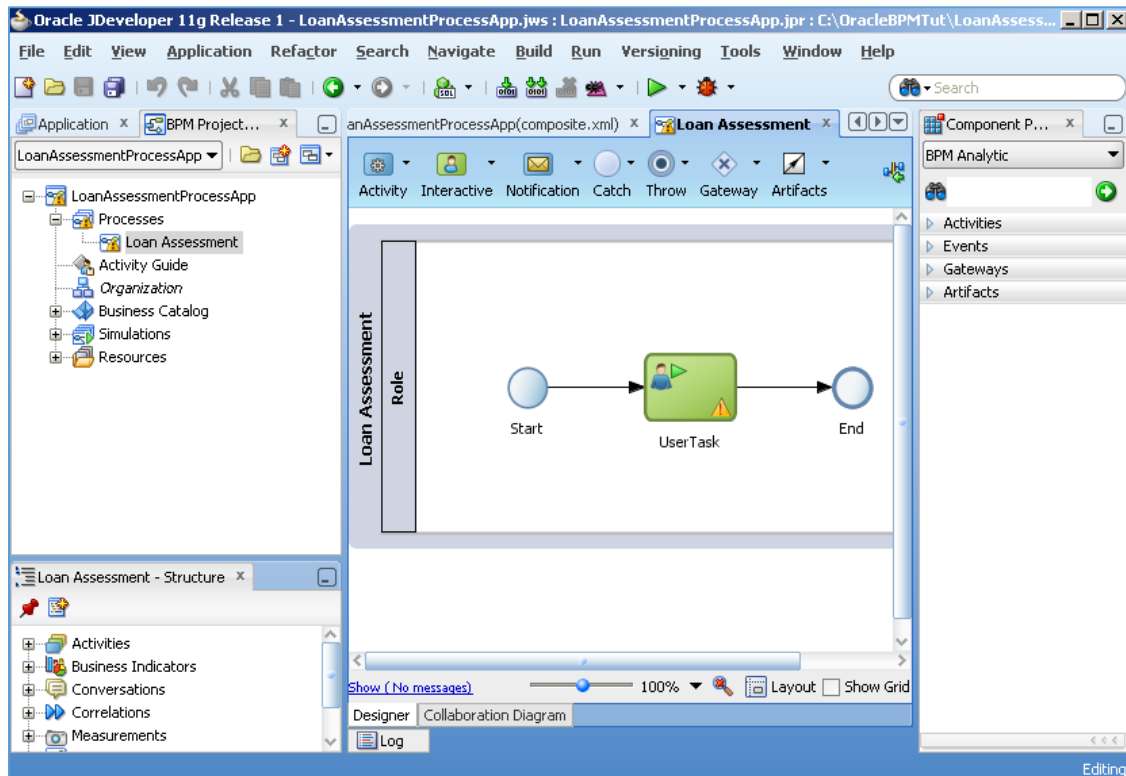 Oracle JDeveloper 11g Release 1 - LoanAssessmentProcessApp.jws : LoanAssessmentProcessApp.jpr : C:\OracleBPMTut\LoanAssess...
File Edit View Application Refactor Search Navigate Build Run Versioning Tools Window Help
Search
Application x
BPM Project... x
LoanAssessmentProcessApp
LoanAssessmentProcessApp
Processes
Loan Assessment
Activity Guide
Organization
Business Catalog
Simulations
Resources
Loan Assessment - Structure x
Activities
Business Indicators
Conversations
Correlations
Measurements
anAssessmentProcessApp(composite.xml) x
Loan Assessment x
Activity Interactive Notification Catch Throw Gateway Artifacts
Loan Assessment
Role
Start
UserTask
End
Show ( No messages)
100%
Layout
Show Grid
Designer
Collaboration Diagram
Log
Component P... x
BPM Analytic
Activities
Events
Gateways
Artifacts
Editing